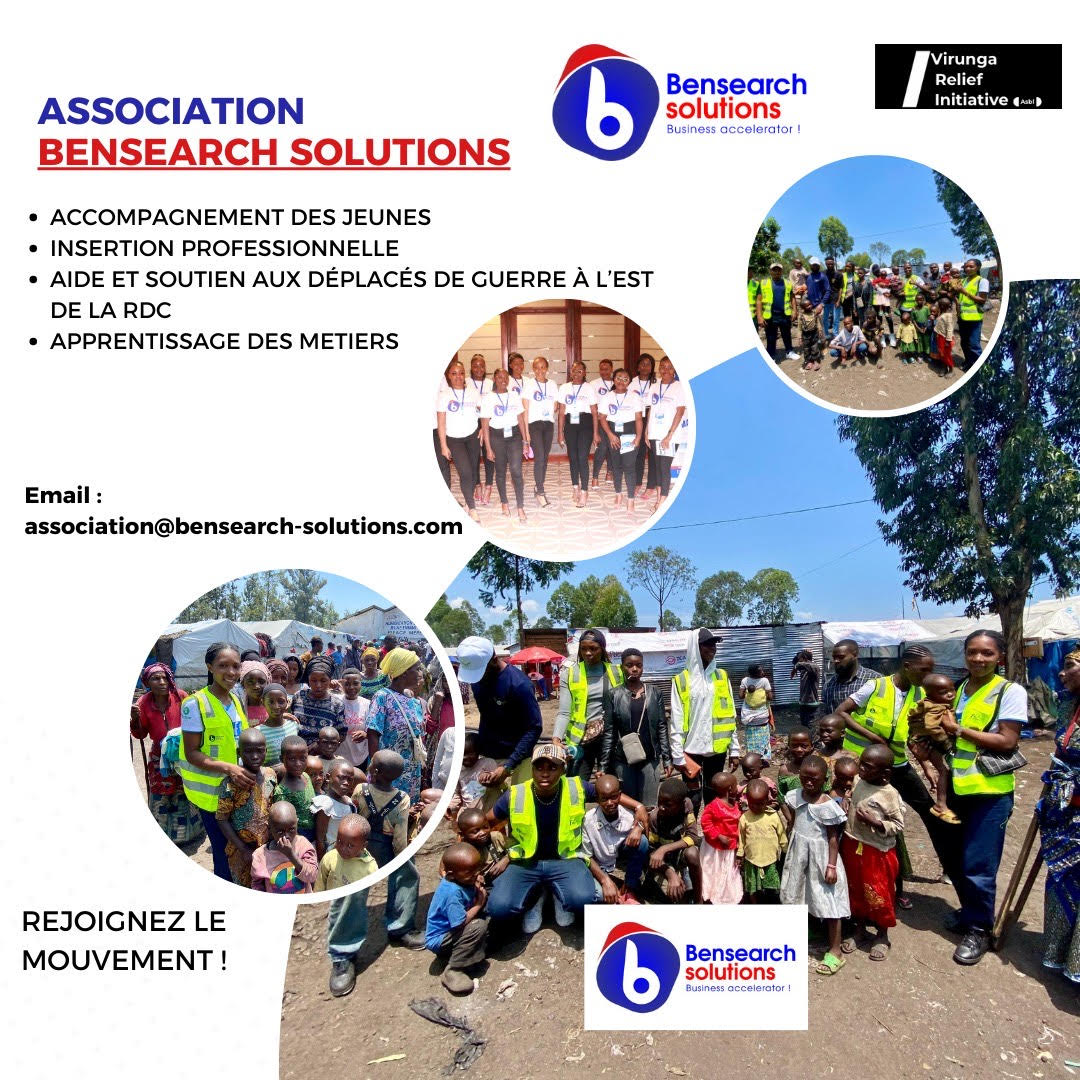 ASSOCIATION
BENSEARCH SOLUTIONS
Bensearch
solutions
Business accelerator !
Virunga
Relief
Initiative Asbl
• ACCOMPAGNEMENT DES JEUNES
• INSERTION PROFESSIONNELLE
• AIDE ET SOUTIEN AUX DÉPLACÉS DE GUERRE À L’EST
DE LA RDC
• APPRENTISSAGE DES METIERS
Email :
association@bensearch-solutions.com
REJOIGNEZ LE
MOUVEMENT !
Bensearch
solutions
Business accelerator !